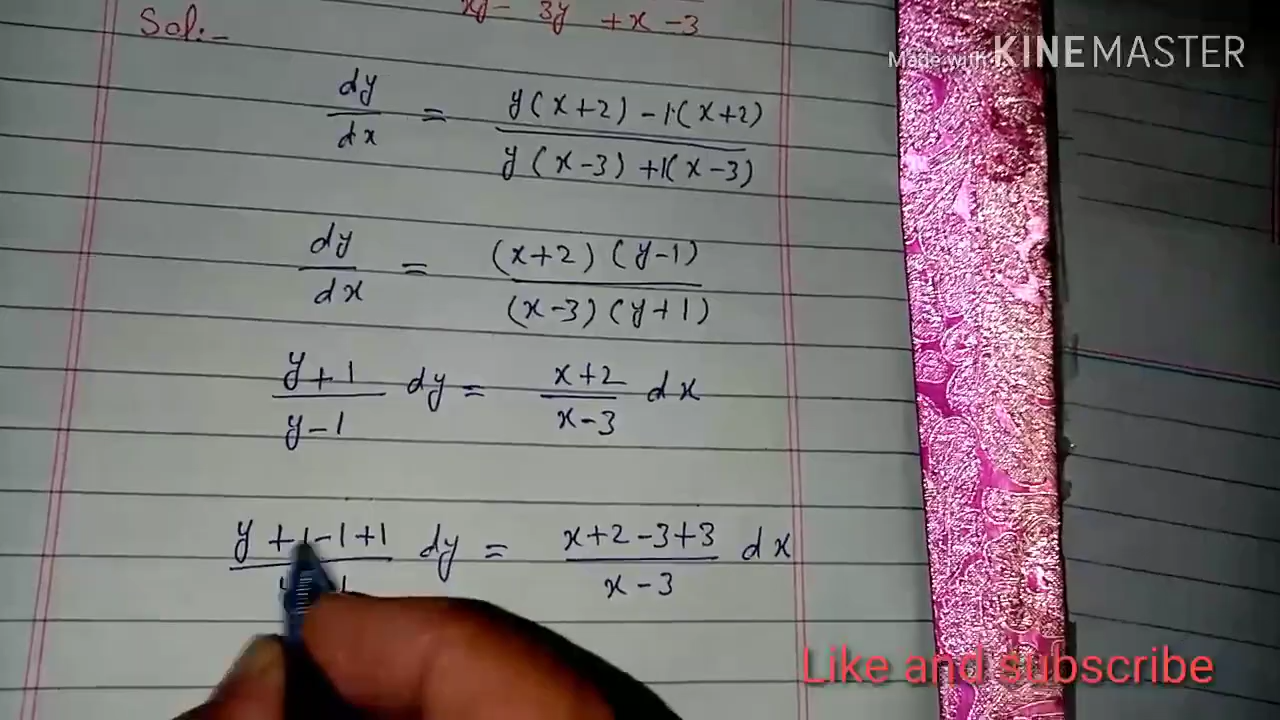 xy - 3y + x - 3
Sol:-
Made with KINEMASTER
dy/dx = y(x+2) - 1·(x+2) / y(x-3) + 1(x-3)
dy/dx = (x+2)(y-1) / (x-3)(y+1)
y+1/y-1 dy = x+2/x-3 dx
y+1-1+1 dy = x+2-3+3/x-3 dx
Like and subscribe